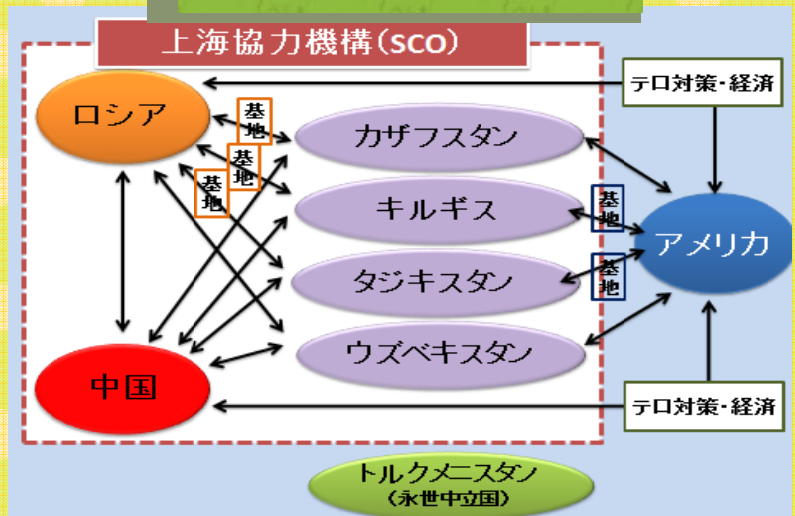 上海協力機構(SCO)
ロシア
テロ対策・経済
基地
基地
基地
カザフスタン
キルギス
基地
アメリカ
タジキスタン
基地
ウズベキスタン
中国
テロ対策・経済
トルクメニスタン
(永世中立国)